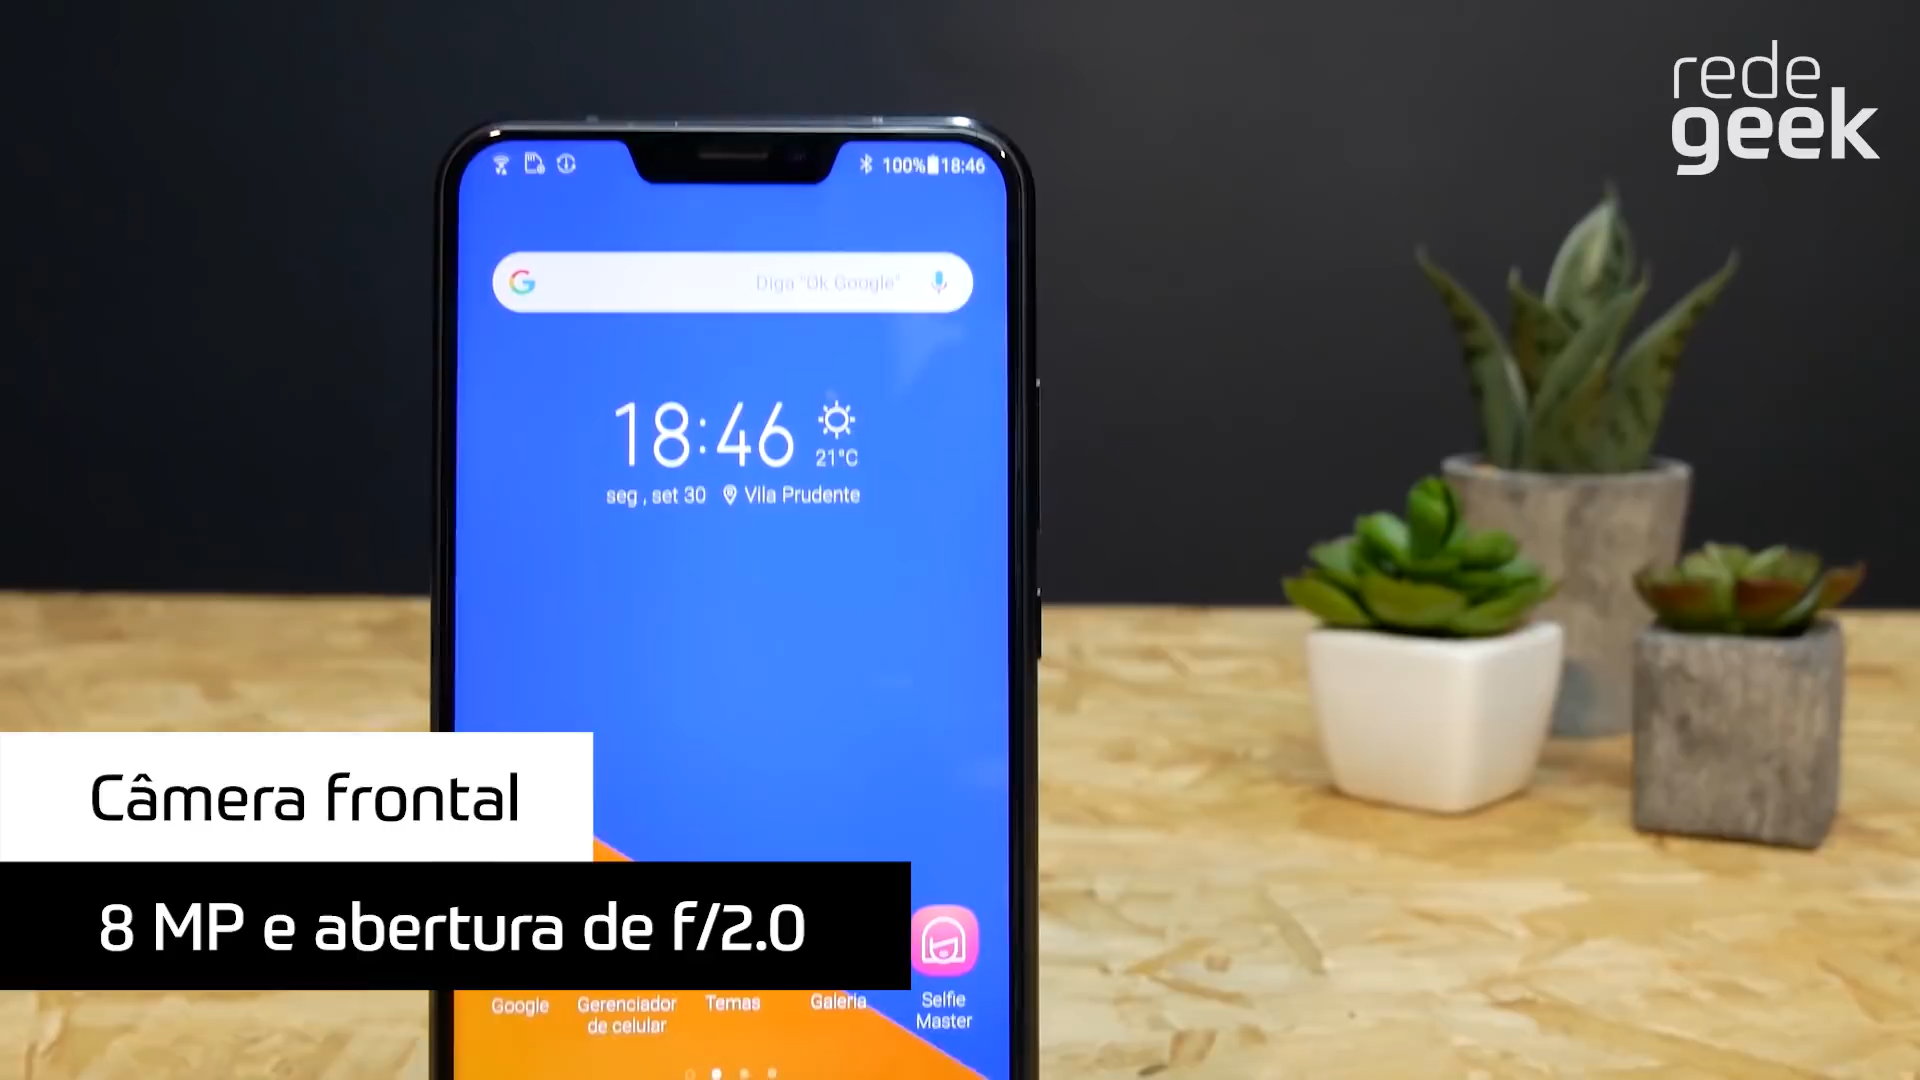 rede
geek
100% 18:46
Diga "Ok Google"
18:46
21°C
seg , set 30 Vila Prudente
Câmera frontal
8 MP e abertura de f/2.0
Google
Gerenciador
de celular
Temas
Galeria
Selfie
Master